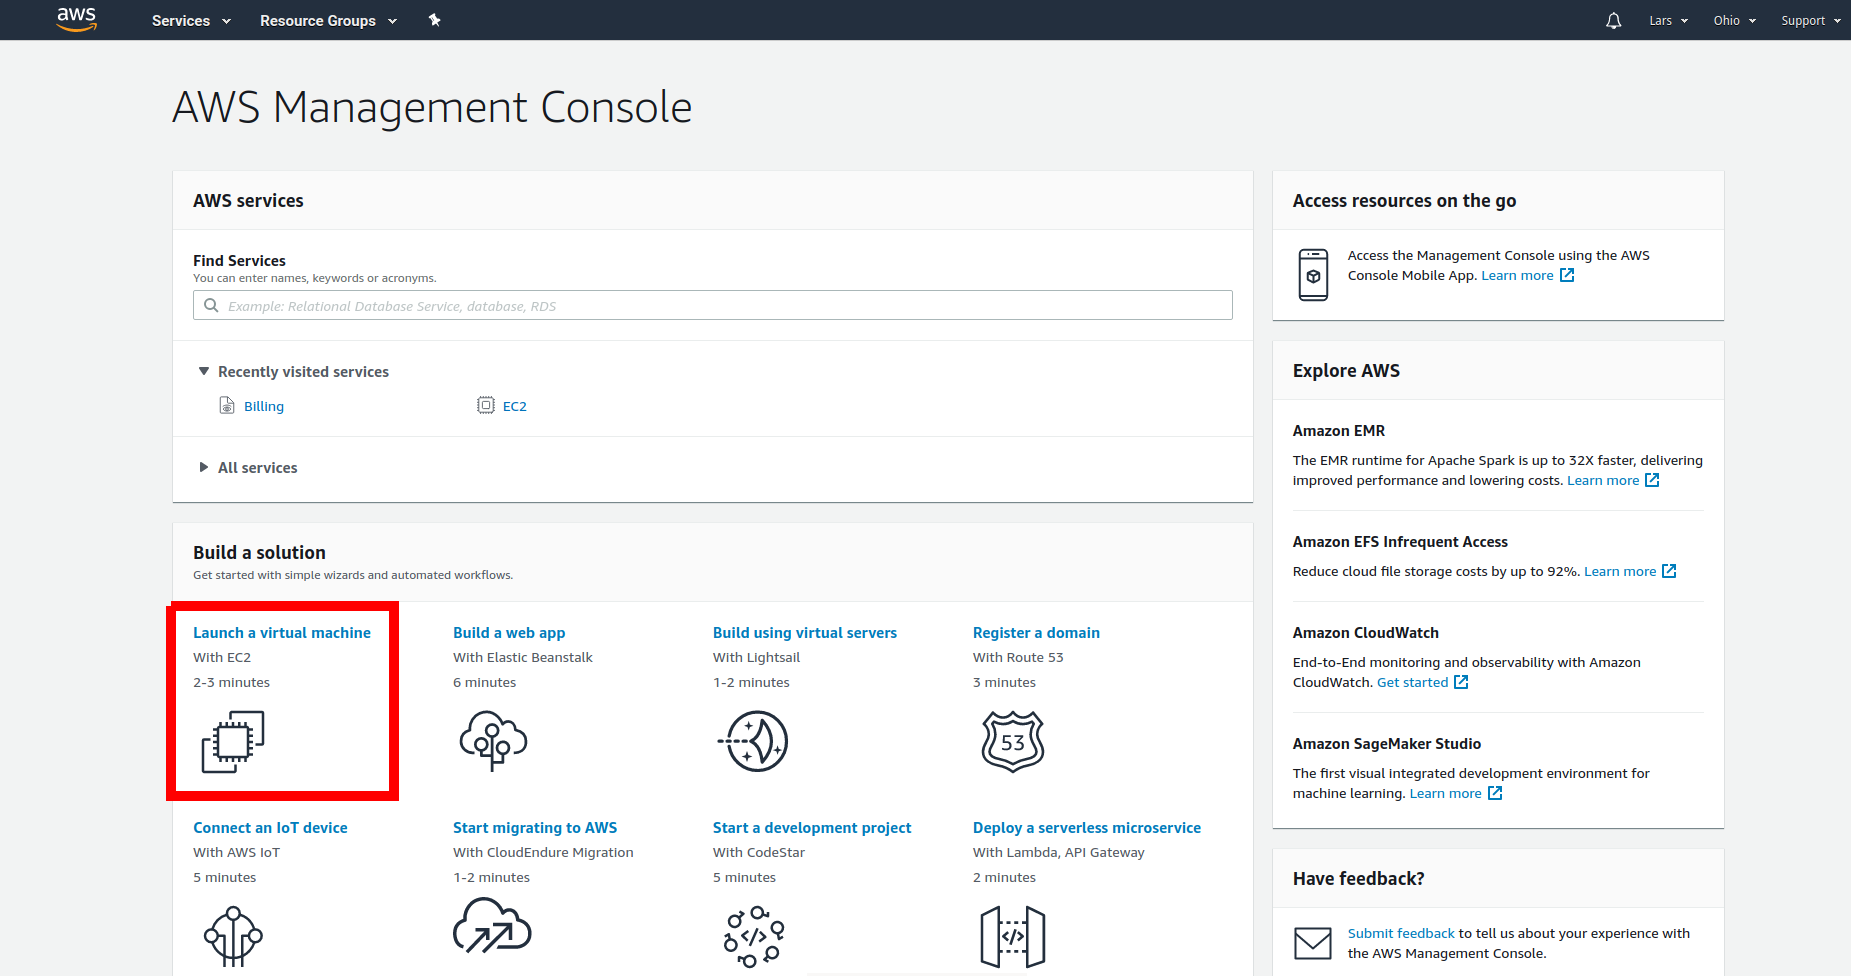 aws Services Resource Groups Lars Ohio Support
AWS Management Console
AWS services
Find Services
You can enter names, keywords or acronyms.
Example: Relational Database Service, database, RDS
Recently visited services
Billing EC2
All services
Build a solution
Get started with simple wizards and automated workflows.
Launch a virtual machine
With EC2
2-3 minutes
Build a web app
With Elastic Beanstalk
6 minutes
Build using virtual servers
With Lightsail
1-2 minutes
Register a domain
With Route 53
3 minutes
53
Connect an IoT device
With AWS IoT
5 minutes
Start migrating to AWS
With CloudEndure Migration
1-2 minutes
Start a development project
With CodeStar
5 minutes
</>
Deploy a serverless microservice
With Lambda, API Gateway
2 minutes
</>
Access resources on the go
Access the Management Console using the AWS
Console Mobile App. Learn more
Explore AWS
Amazon EMR
The EMR runtime for Apache Spark is up to 32X faster, delivering
improved performance and lowering costs. Learn more
Amazon EFS Infrequent Access
Reduce cloud file storage costs by up to 92%. Learn more
Amazon CloudWatch
End-to-End monitoring and observability with Amazon
CloudWatch. Get started
Amazon SageMaker Studio
The first visual integrated development environment for
machine learning. Learn more
Have feedback?
Submit feedback to tell us about your experience with
the AWS Management Console.